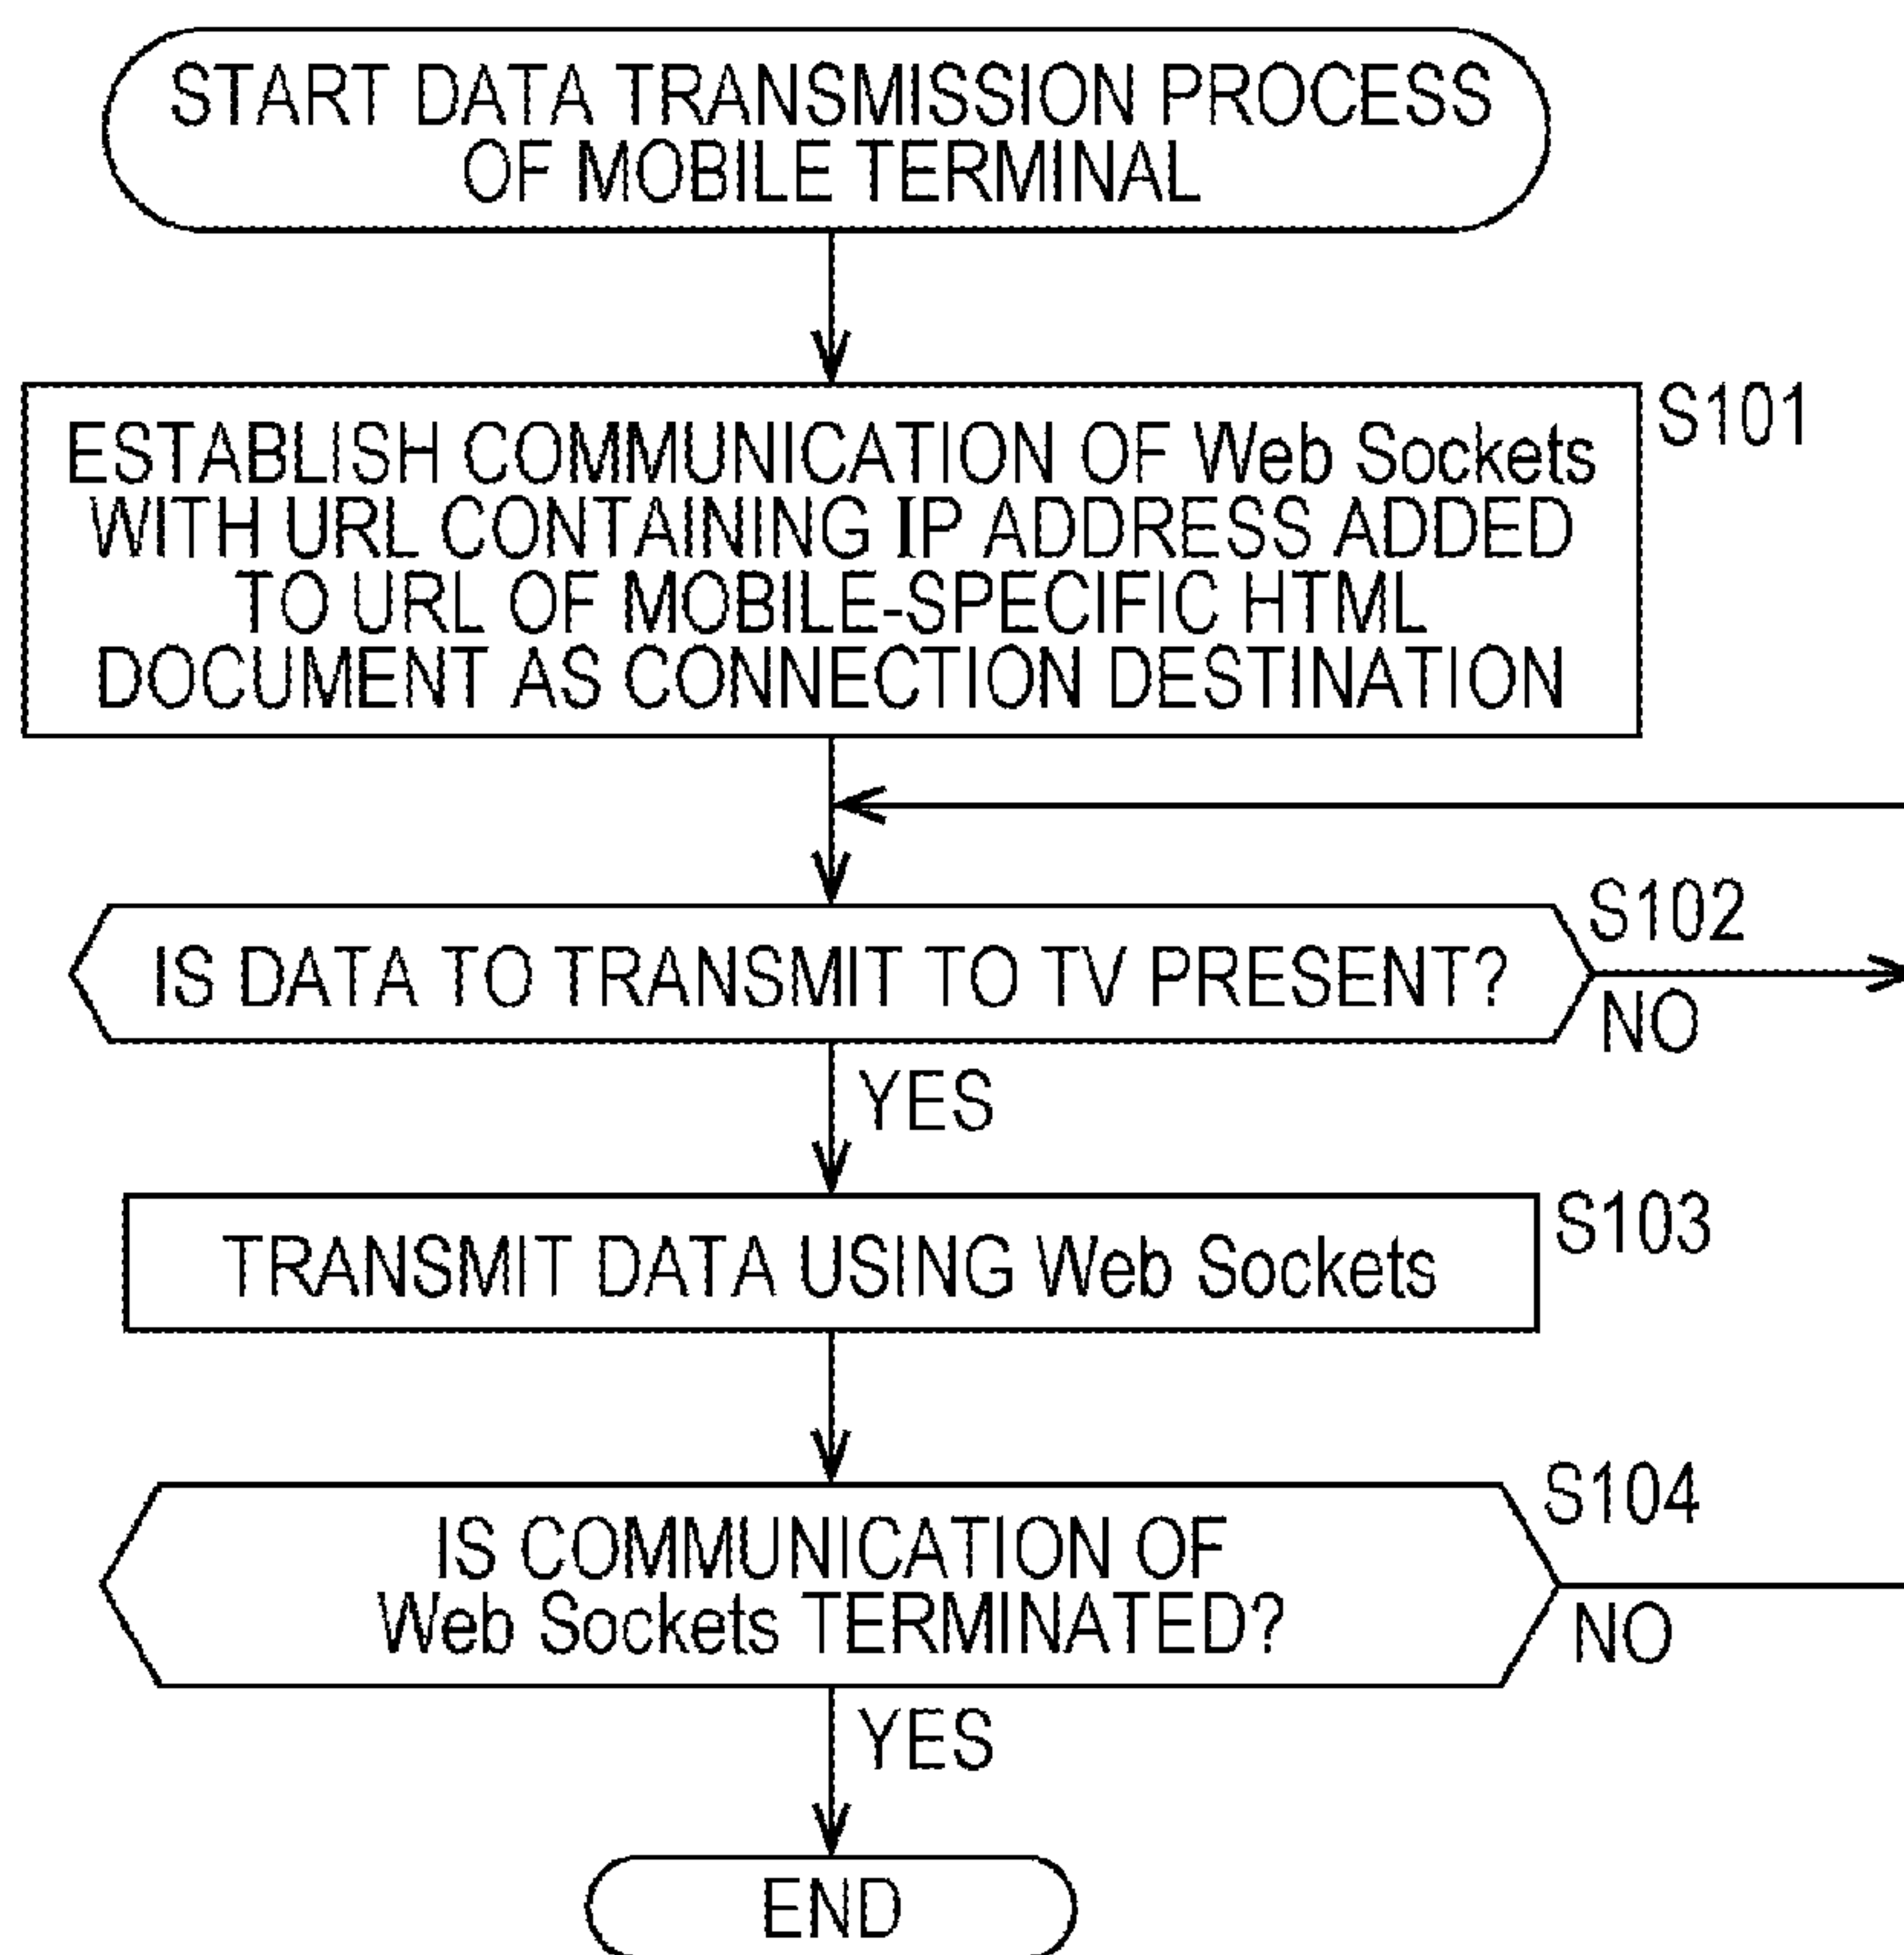 START DATA TRANSMISSION PROCESS
OF MOBILE TERMINAL
S101
ESTABLISH COMMUNICATION OF Web Sockets
WITH URL CONTAINING IP ADDRESS ADDED
TO URL OF MOBILE-SPECIFIC HTML
DOCUMENT AS CONNECTION DESTINATION
S102
IS DATA TO TRANSMIT TO TV PRESENT?
NO
YES
S103
TRANSMIT DATA USING Web Sockets
S104
IS COMMUNICATION OF
Web Sockets TERMINATED?
NO
YES
END